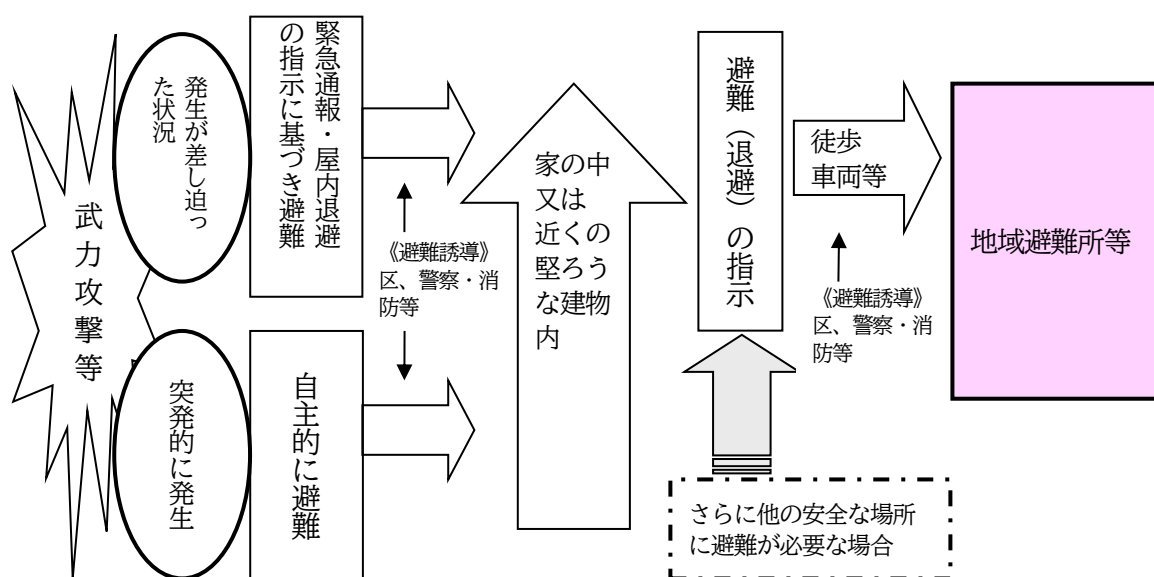 武力攻撃等
発生が差し迫っ
た状況
突発的に発生
緊急通報・屋内退避
の指示に基づき避難
自主的に避難
《避難誘導》
区、警察・消
防等
家の中
又は
近くの
堅ろう
な建物
内
避難（退避）の指示
さらに他の安全な場所
に避難が必要な場合
徒歩
車両等
《避難誘導》
区、警察・消
防等
地域避難所等